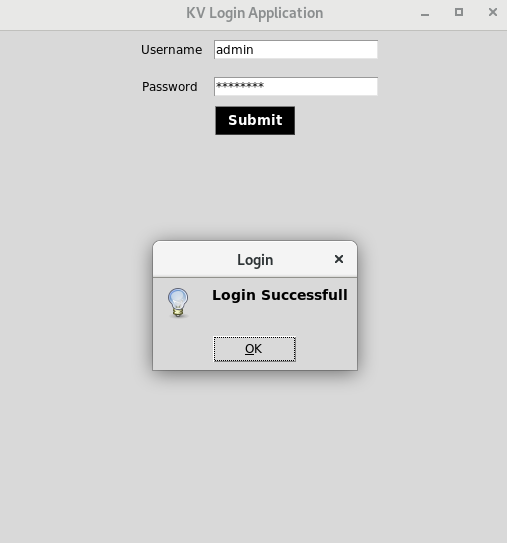 KV Login Application
Username admin
Password ********
Submit
Login
Login Successfull
OK